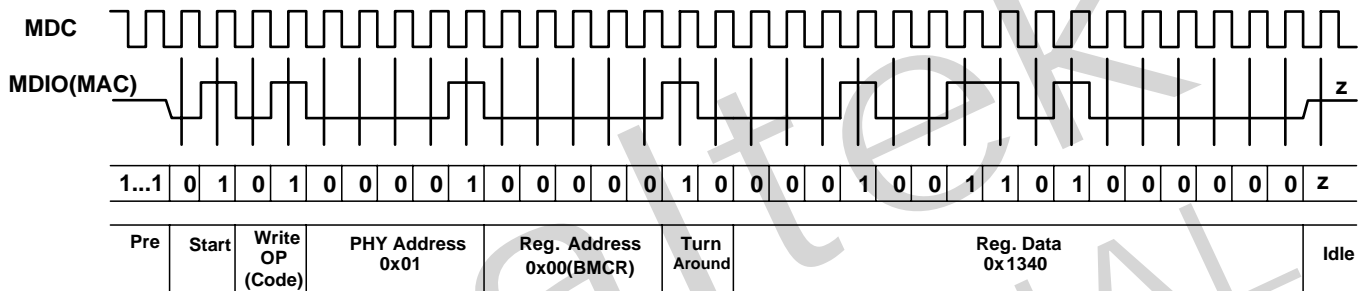 MDC
MDIO(MAC)
z
1...1 0 1 0 1 0 0 0 0 1 0 0 0 0 0 1 0 0 0 0 1 0 0 1 1 0 1 0 0 0 0 0 0 z
Pre Start Write OP (Code) PHY Address 0x01 Reg. Address 0x00(BMCR) Turn Around Reg. Data 0x1340 Idle